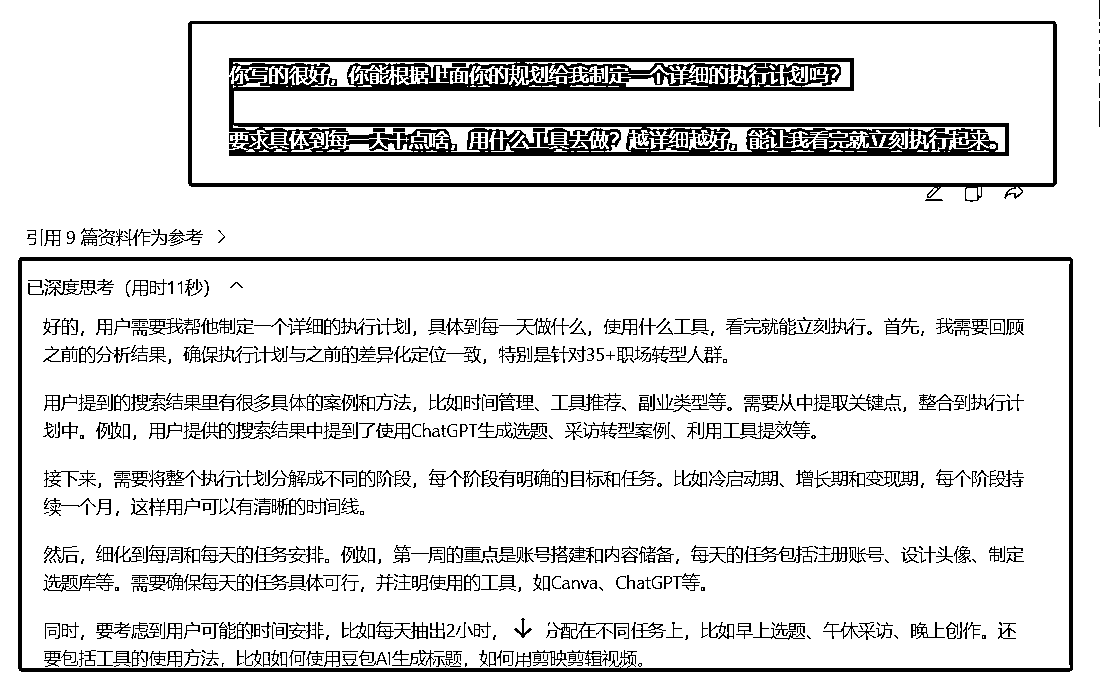 你写的很好，你能根据上面你的规划给我制定一个详细的执行计划吗？
要求具体到每一天干点啥，用什么工具去做？越详细越好，能让我看完就立刻执行起来。
引用 9 篇资料作为参考 >
已深度思考（用时11秒）
好的，用户需要我帮他制定一个详细的执行计划，具体到每一天做什么，使用什么工具，看完就能立刻执行。首先，我需要回顾
之前的分析结果，确保执行计划与之前的差异化定位一致，特别是针对35+职场转型人群。
用户提到的搜索结果里有很多具体的案例和方法，比如时间管理、工具推荐、副业类型等。需要从中提取关键点，整合到执行计
划中。例如，用户提供的搜索结果中提到了使用ChatGPT生成选题、采访转型案例、利用工具提效等。
接下来，需要将整个执行计划分解成不同的阶段，每个阶段有明确的目标和任务。比如冷启动期、增长期和变现期，每个阶段持
续一个月，这样用户可以有清晰的时间线。
然后，细化到每周和每天的任务安排。例如，第一周的重点是账号搭建和内容储备，每天的任务包括注册账号、设计头像、制定
选题库等。需要确保每天的任务具体可行，并注明使用的工具，如Canva、ChatGPT等。
同时，要考虑到用户可能的时间安排，比如每天抽出2小时，分配在不同任务上，比如早上选题、午休采访、晚上创作。还
要包括工具的使用方法，比如如何使用豆包AI生成标题，如何用剪映剪辑视频。